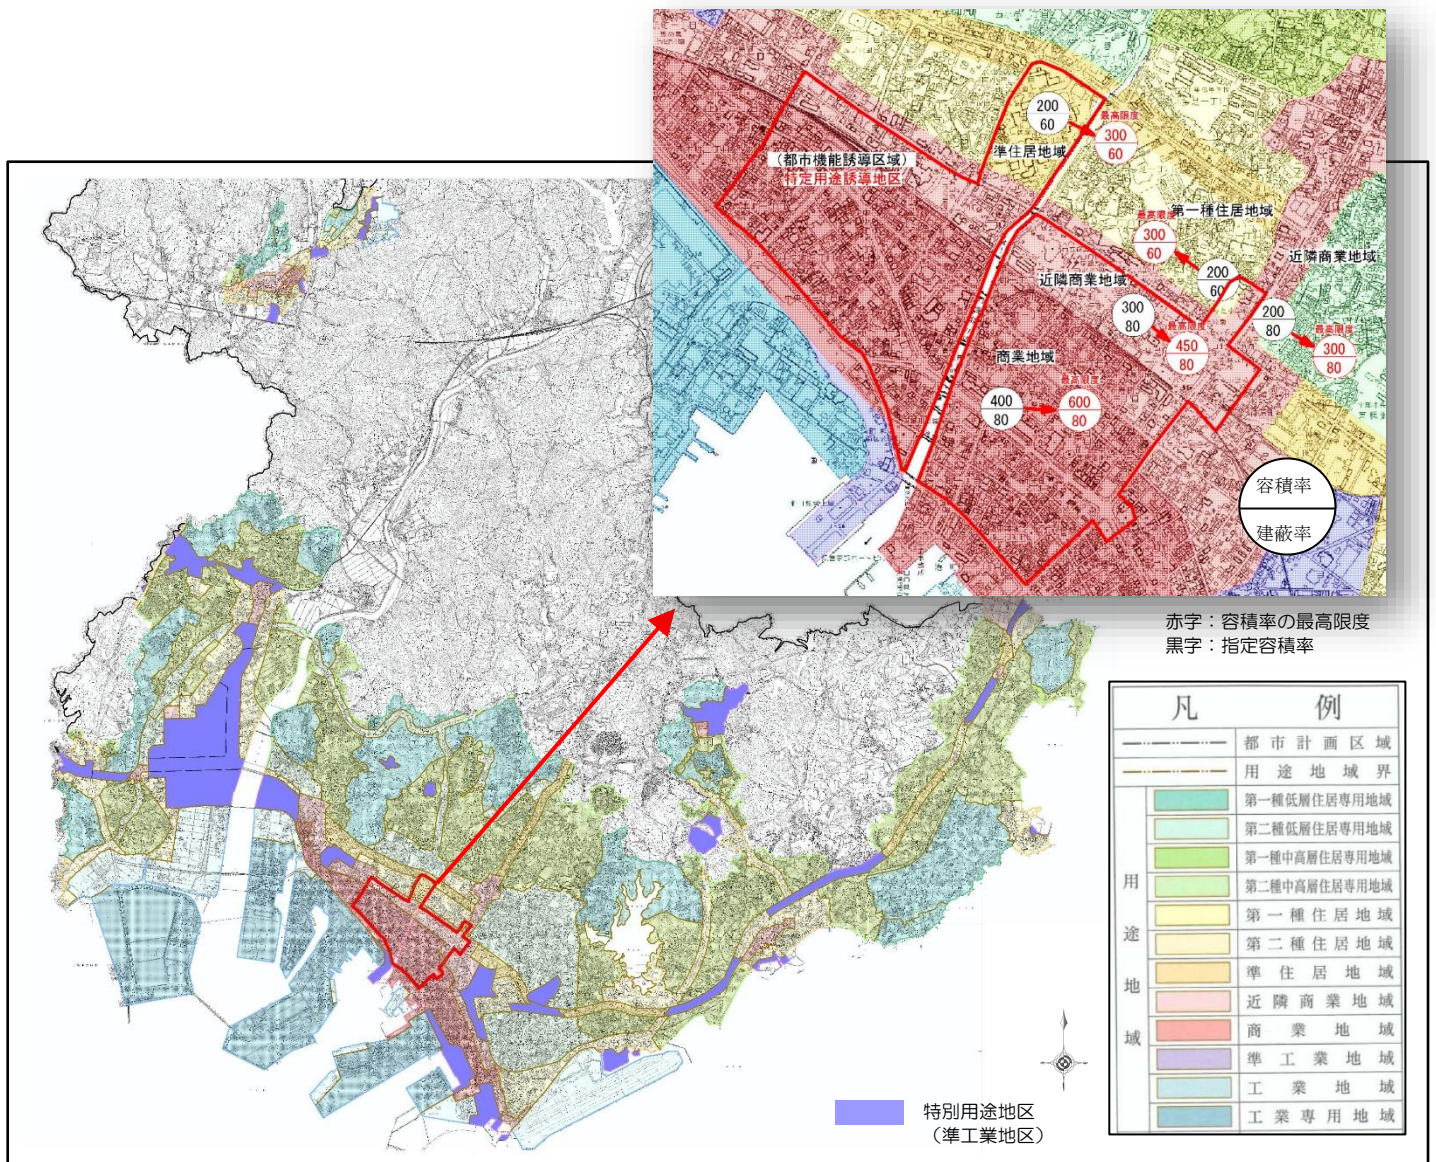 200
60
最高限度
300
60
準住居地域
(都市機能誘導区域)
特定用途誘導地区
第一種住居地域
最高限度
300
60
200
60
近隣商業地域
近隣商業地域
300
80
最高限度
450
80
200
80
最高限度
300
80
商業地域
400
80
最高限度
600
80
容積率
建蔽率
赤字：容積率の最高限度
黒字：指定容積率
凡例
都市計画区域
用途地域界
用途地域
第一種低層住居専用地域
第二種低層住居専用地域
第一種中高層住居専用地域
第二種中高層住居専用地域
第一種住居地域
第二種住居地域
準住居地域
近隣商業地域
商業地域
準工業地域
工業地域
工業専用地域
特別用途地区
（準工業地区）